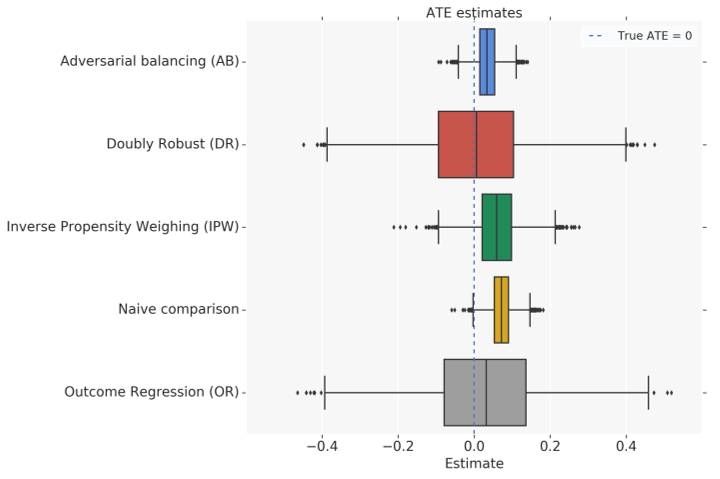 ATE estimates
True ATE = 0
Adversarial balancing (AB)
Doubly Robust (DR)
Inverse Propensity Weighing (IPW)
Naive comparison
Outcome Regression (OR)
−0.4 −0.2 0.0 0.2 0.4
Estimate